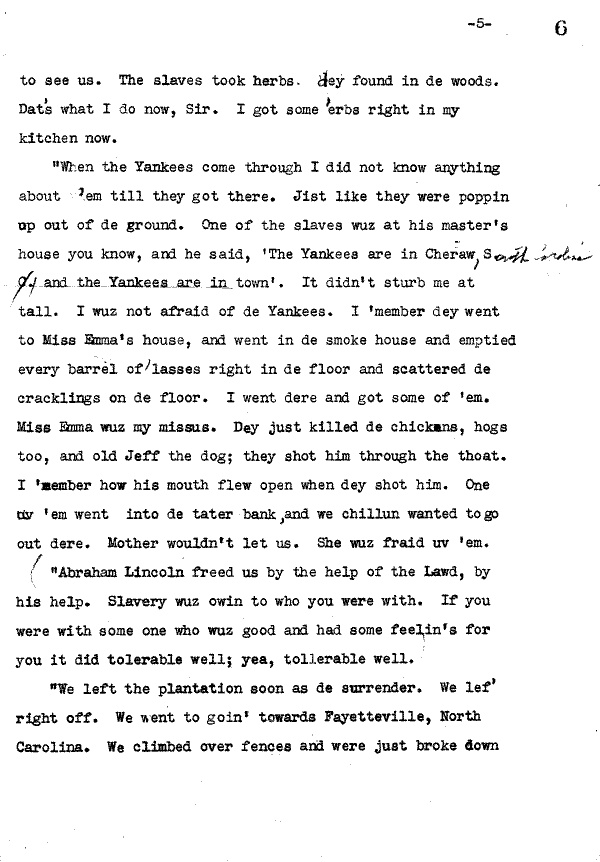 -5- 6
to see us. The slaves took herbs. dey found in de woods.
Dat's what I do now, Sir. I got some 'erbs right in my
kitchen now.
"When the Yankees come through I did not know anything
about 'em till they got there. Jist like they were poppin
up out of de ground. One of the slaves wuz at his master's
house you know, and he said, 'The Yankees are in Cheraw, South Carolina
and the Yankees are in town'. It didn't sturb me at
tall. I wuz not afraid of de Yankees. I 'member dey went
to Miss Emma's house, and went in de smoke house and emptied
every barrel of 'lasses right in de floor and scattered de
cracklings on de floor. I went dere and got some of 'em.
Miss Emma wuz my missus. Dey just killed de chickens, hogs
too, and old Jeff the dog; they shot him through the thoat.
I 'member how his mouth flew open when dey shot him. One
uv 'em went into de tater bank, and we chillun wanted to go
out dere. Mother wouldn't let us. She wuz fraid uv 'em.
"Abraham Lincoln freed us by the help of the Lawd, by
his help. Slavery wuz owin to who you were with. If you
were with some one who wuz good and had some feelin's for
you it did tolerable well; yea, tollerable well.
"We left the plantation soon as de surrender. We lef'
right off. We went to goin' towards Fayetteville, North
Carolina. We climbed over fences and were just broke down